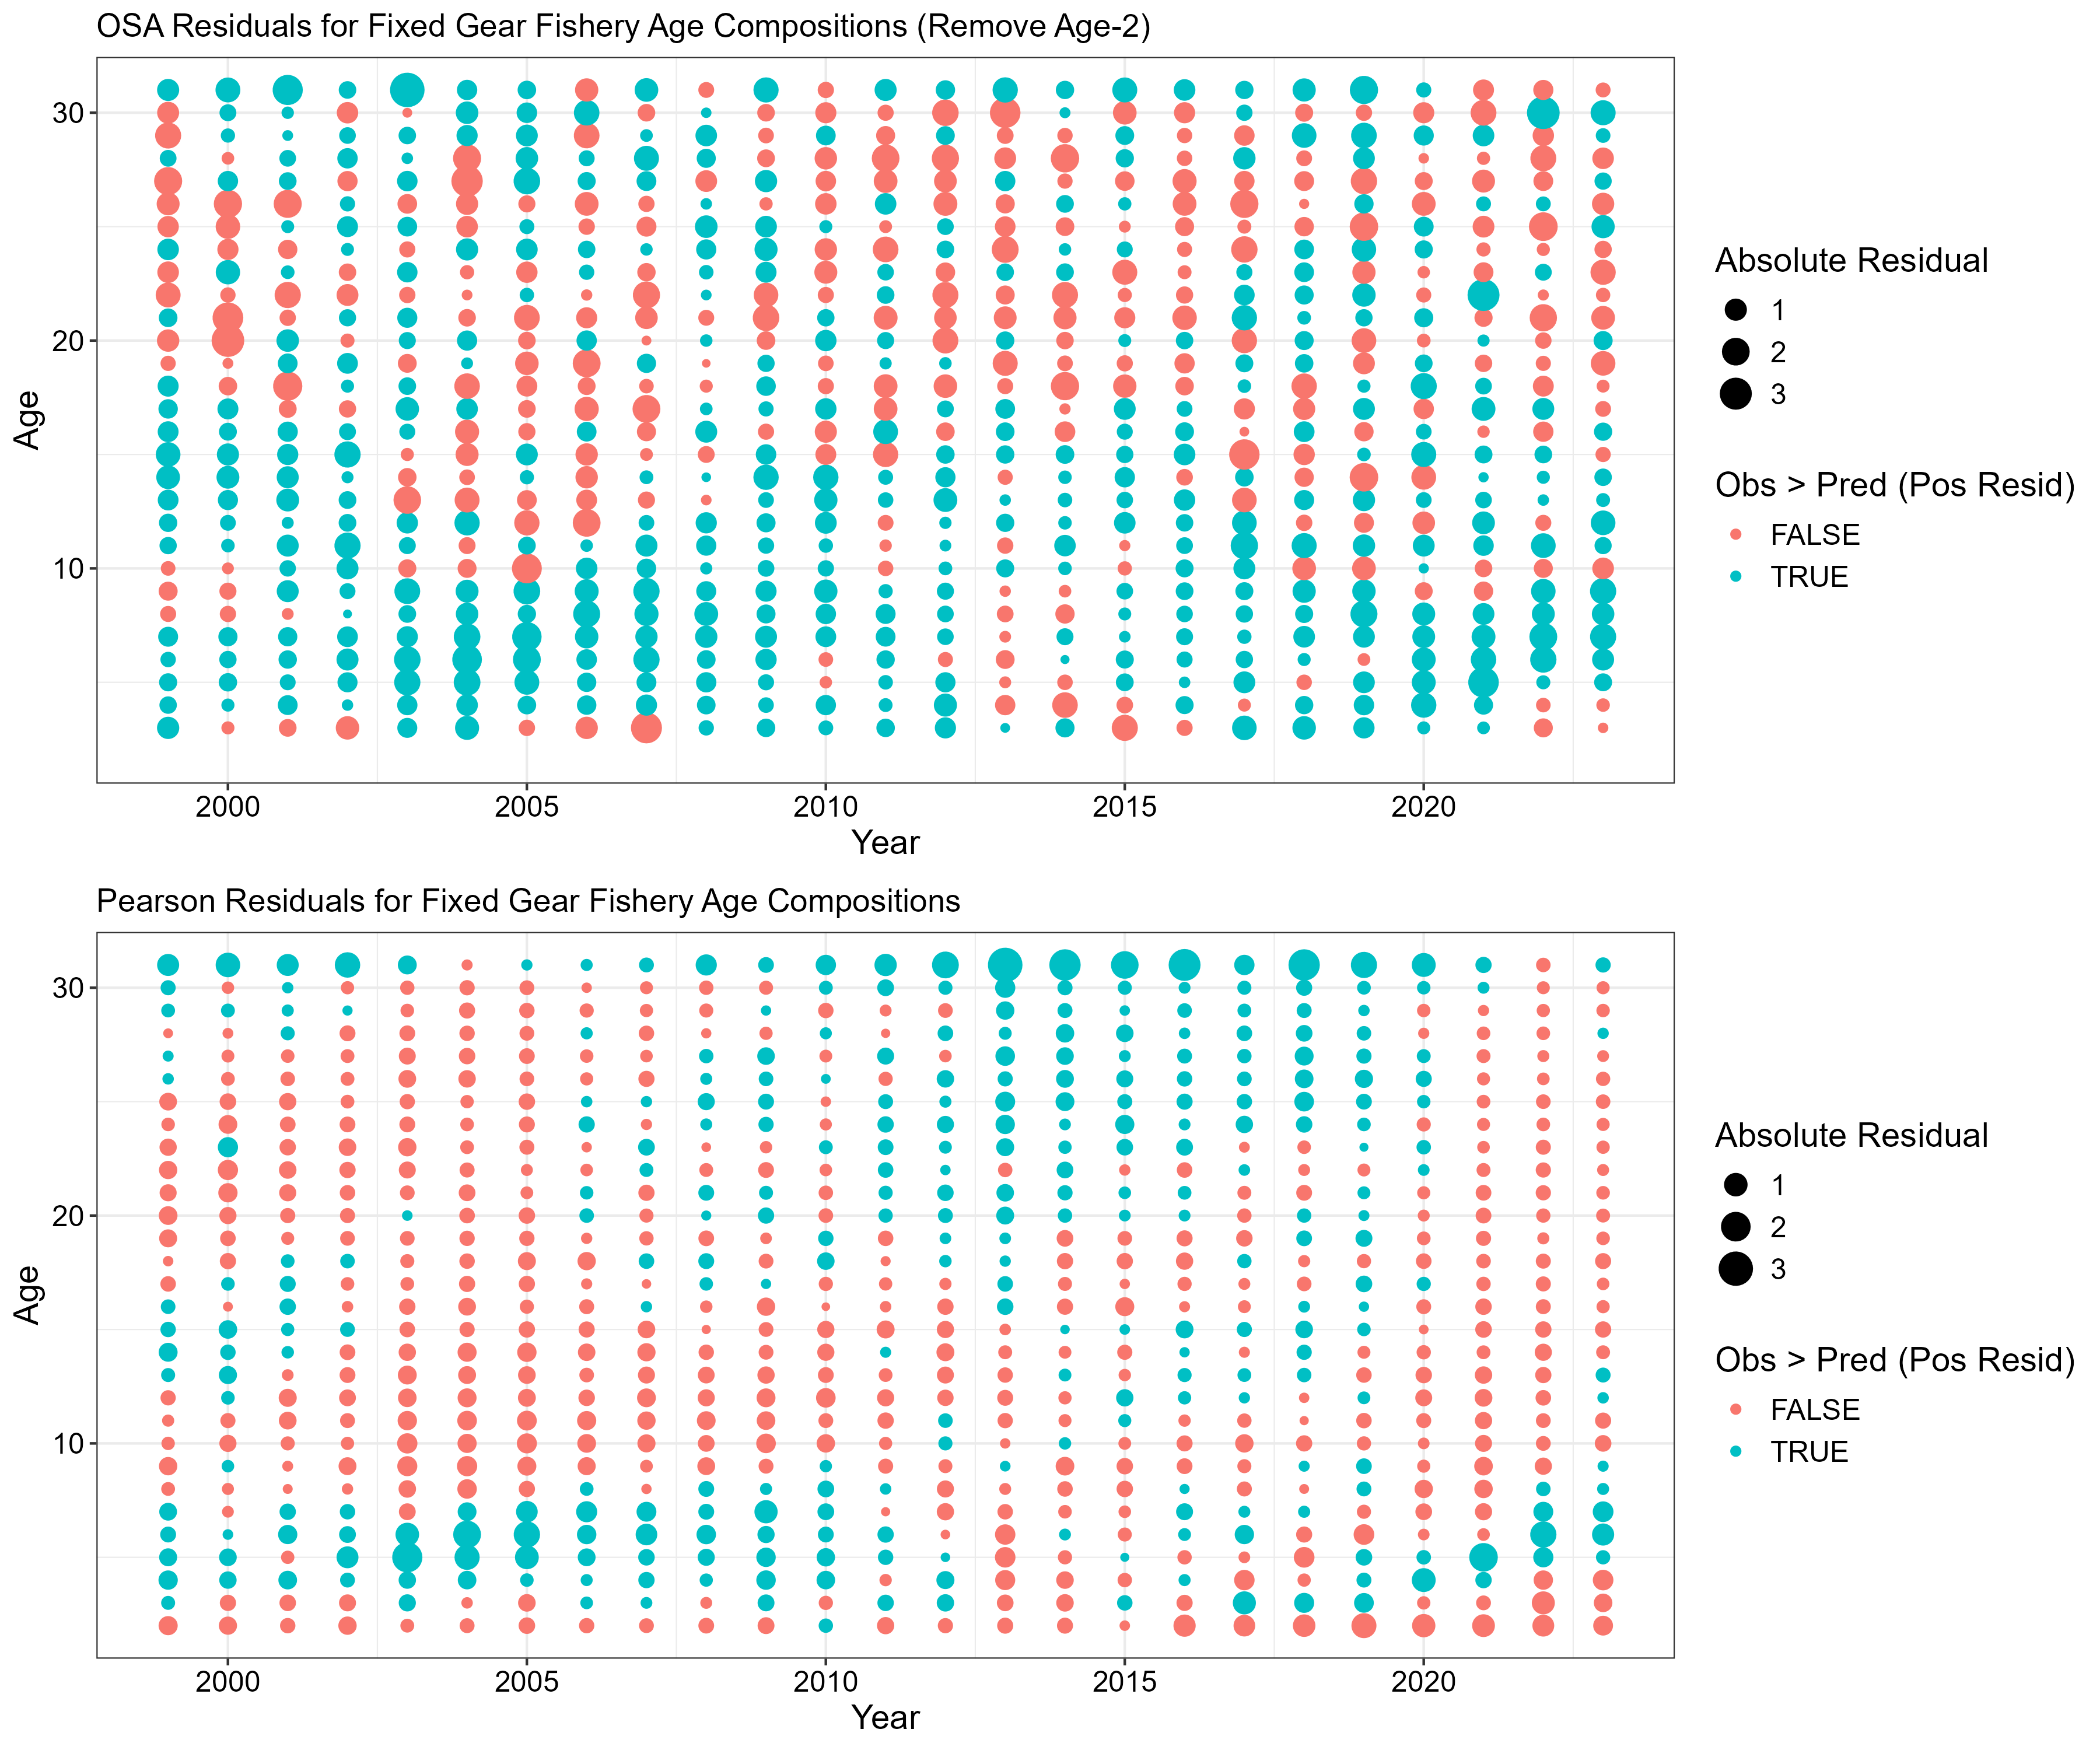 OSA Residuals for Fixed Gear Fishery Age Compositions (Remove Age-2)
30
20
10
Age
2000 2005 2010 2015 2020
Year
Absolute Residual
1
2
3
Obs > Pred (Pos Resid)
FALSE
TRUE
Pearson Residuals for Fixed Gear Fishery Age Compositions
30
20
10
Age
2000 2005 2010 2015 2020
Year
Absolute Residual
1
2
3
Obs > Pred (Pos Resid)
FALSE
TRUE